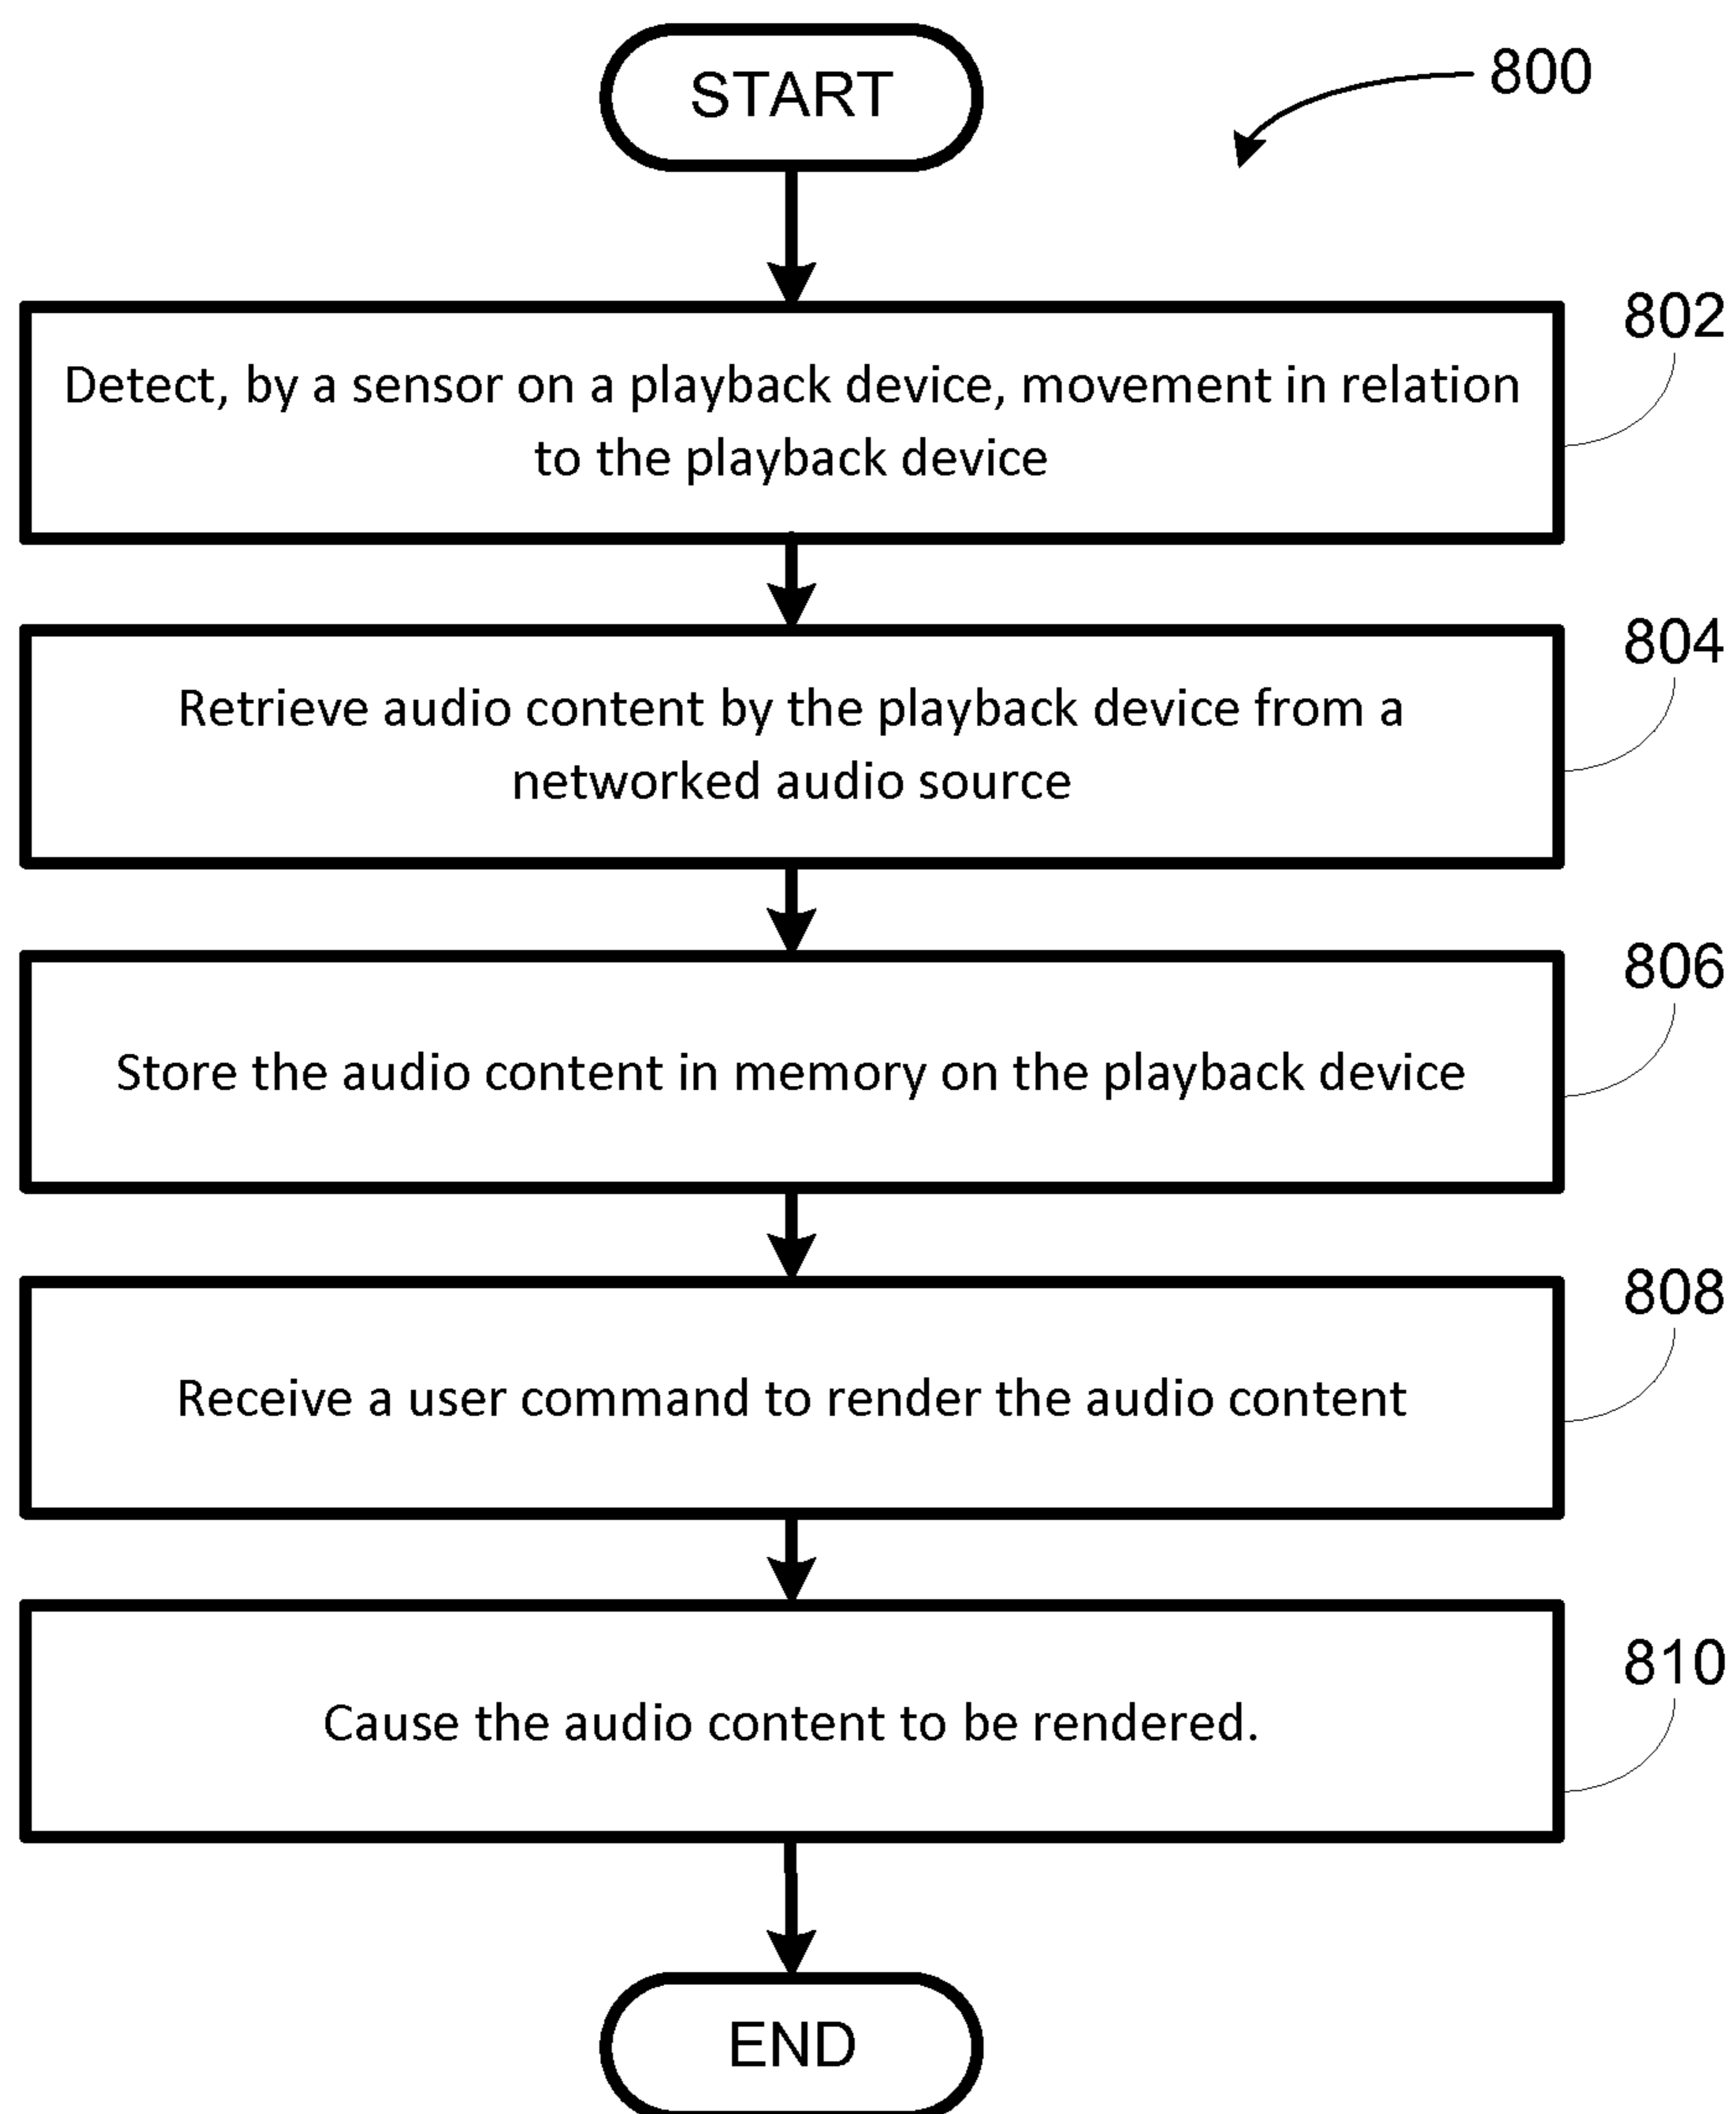 START
800
802
Detect, by a sensor on a playback device, movement in relation
to the playback device
804
Retrieve audio content by the playback device from a
networked audio source
806
Store the audio content in memory on the playback device
808
Receive a user command to render the audio content
810
Cause the audio content to be rendered.
END